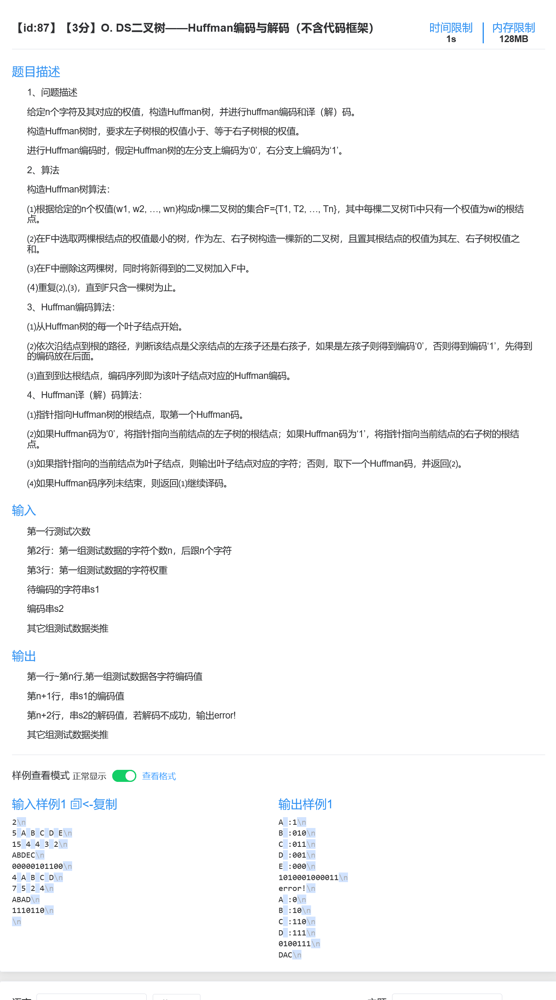 【id:87】【3分】O. DS二叉树——Huffman编码与解码（不含代码框架）
时间限制
1s
内存限制
128MB
题目描述
1、问题描述
给定n个字符及其对应的权值，构造Huffman树，并进行huffman编码和译（解）码。
构造Huffman树时，要求左子树根的权值小于、等于右子树根的权值。
进行Huffman编码时，假定Huffman树的左分支上编码为‘0’，右分支上编码为‘1’。
2、算法
构造Huffman树算法：
⑴根据给定的n个权值(w1, w2, …, wn)构成n棵二叉树的集合F={T1, T2, …, Tn}，其中每棵二叉树Ti中只有一个权值为wi的根结
点。
⑵在F中选取两棵根结点的权值最小的树，作为左、右子树构造一棵新的二叉树，且置其根结点的权值为其左、右子树权值之
和。
⑶在F中删除这两棵树，同时将新得到的二叉树加入F中。
(4)重复⑵,⑶，直到F只含一棵树为止。
3、Huffman编码算法：
⑴从Huffman树的每一个叶子结点开始。
⑵依次沿结点到根的路径，判断该结点是父亲结点的左孩子还是右孩子，如果是左孩子则得到编码‘0’，否则得到编码‘1’，先得到
的编码放在后面。
⑶直到到达根结点，编码序列即为该叶子结点对应的Huffman编码。
4、Huffman译（解）码算法：
⑴指针指向Huffman树的根结点，取第一个Huffman码。
⑵如果Huffman码为‘0’，将指针指向当前结点的左子树的根结点；如果Huffman码为‘1’，将指针指向当前结点的右子树的根结
点。
⑶如果指针指向的当前结点为叶子结点，则输出叶子结点对应的字符；否则，取下一个Huffman码，并返回⑵。
⑷如果Huffman码序列未结束，则返回⑴继续译码。
输入
第一行测试次数
第2行：第一组测试数据的字符个数n，后跟n个字符
第3行：第一组测试数据的字符权重
待编码的字符串s1
编码串s2
其它组测试数据类推
输出
第一行~第n行,第一组测试数据各字符编码值
第n+1行，串s1的编码值
第n+2行，串s2的解码值，若解码不成功，输出error!
其它组测试数据类推
样例查看模式 正常显示 查看格式
输入样例1 <-复制
2\n
5 A B C D E\n
15 4 4 3 2\n
ABDEC\n
00000101100\n
4 A B C D\n
7 5 2 4\n
ABAD\n
1110110\n
\n
输出样例1
A :1\n
B :010\n
C :011\n
D :001\n
E :000\n
1010001000011\n
error!\n
A :0\n
B :10\n
C :110\n
D :111\n
0100111\n
DAC\n